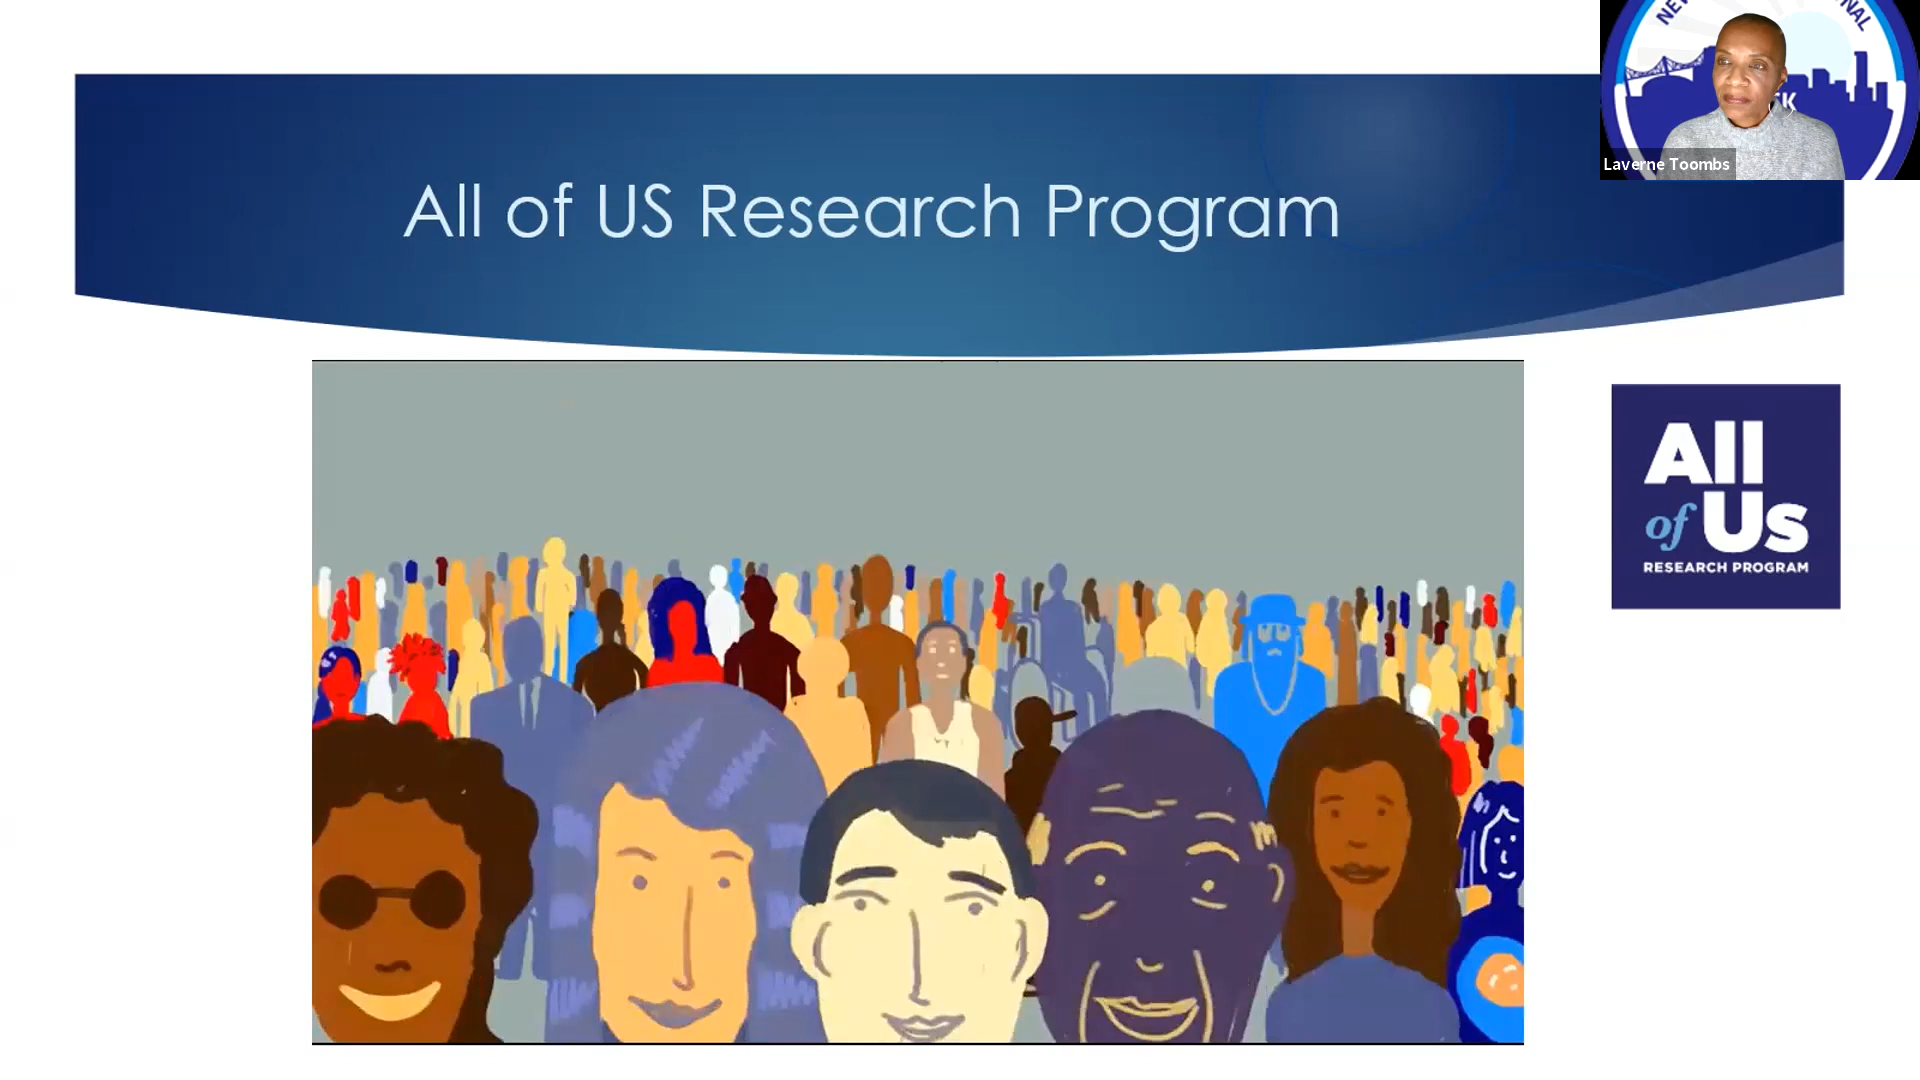 All of US Research Program
Laverne Toombs
All
of Us
RESEARCH PROGRAM